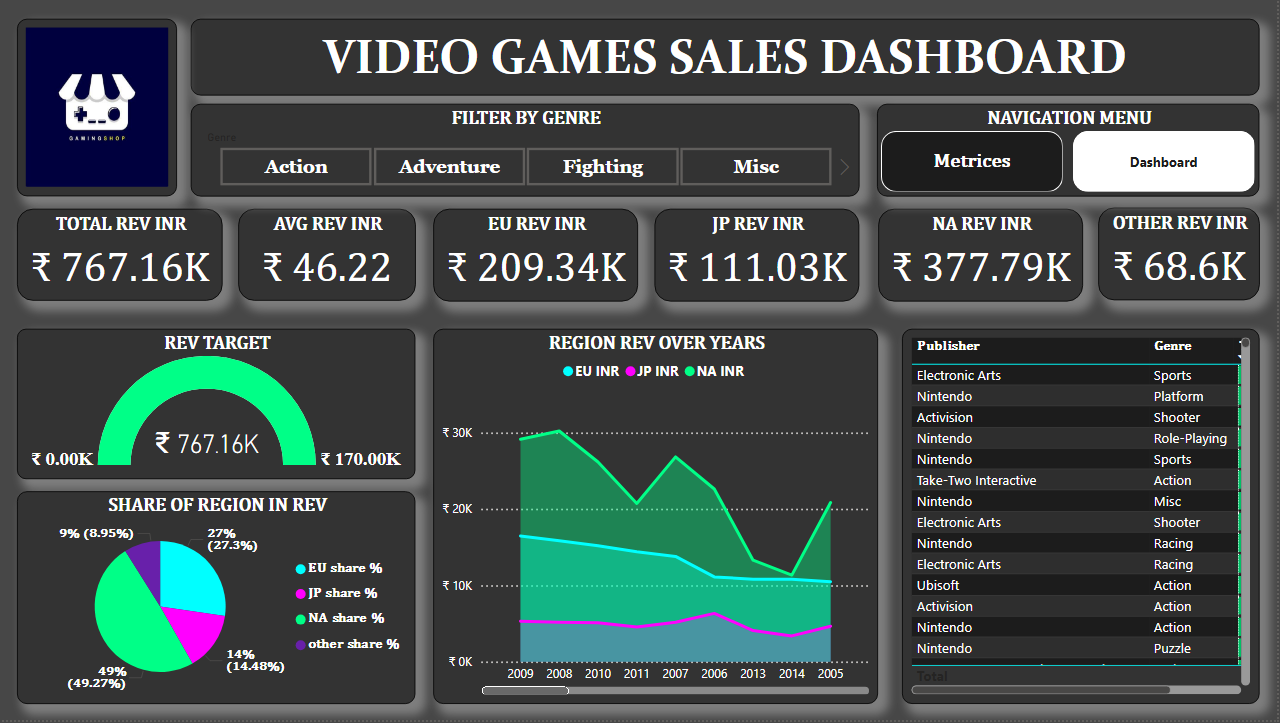 GAMINGSHOP
VIDEO GAMES SALES DASHBOARD
FILTER BY GENRE
Genre
Action
Adventure
Fighting
Misc
NAVIGATION MENU
Metrices
Dashboard
TOTAL REV INR
₹ 767.16K
AVG REV INR
₹ 46.22
EU REV INR
₹ 209.34K
JP REV INR
₹ 111.03K
NA REV INR
₹ 377.79K
OTHER REV INR
₹ 68.6K
REV TARGET
₹ 767.16K
₹ 0.00K
₹ 170.00K
SHARE OF REGION IN REV
9% (8.95%)
27%
(27.3%)
14%
(14.48%)
49%
(49.27%)
EU share %
JP share %
NA share %
other share %
REGION REV OVER YEARS
EU INR JP INR NA INR
₹ 30K
₹ 20K
₹ 10K
₹ 0K
2009 2008 2010 2011 2007 2006 2013 2014 2005
Publisher Genre
Electronic Arts Sports
Nintendo Platform
Activision Shooter
Nintendo Role-Playing
Nintendo Sports
Take-Two Interactive Action
Nintendo Misc
Electronic Arts Shooter
Nintendo Racing
Electronic Arts Racing
Ubisoft Action
Activision Action
Nintendo Action
Nintendo Puzzle
Total